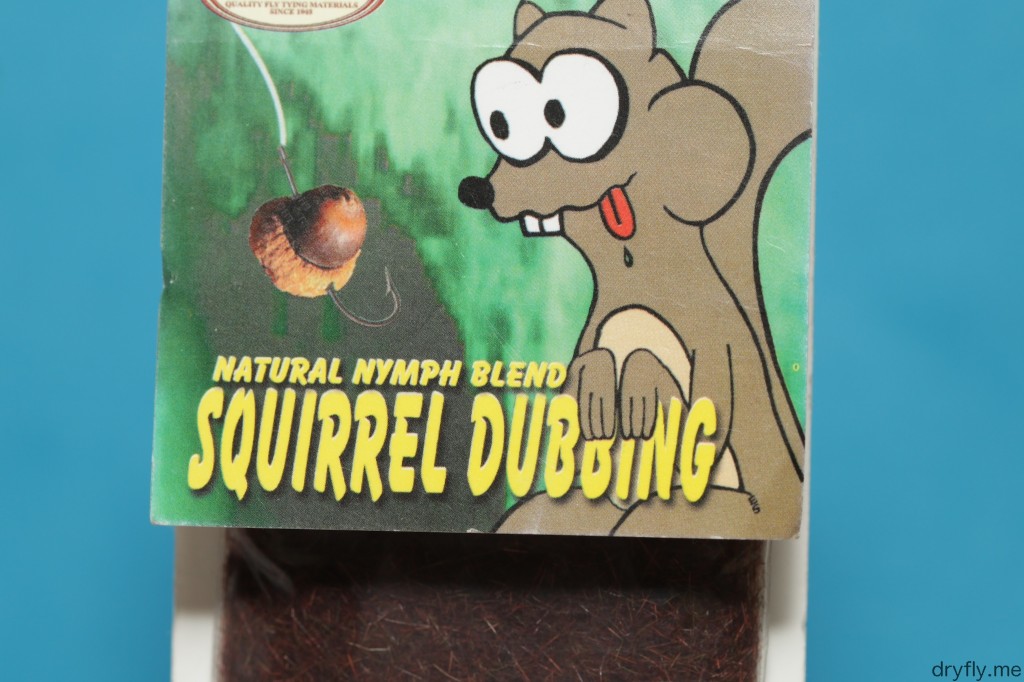 QUALITY FLY TYING MATERIALS
SINCE 1945
NATURAL NYMPH BLEND
SQUIRREL DUBBING
dryfly.me